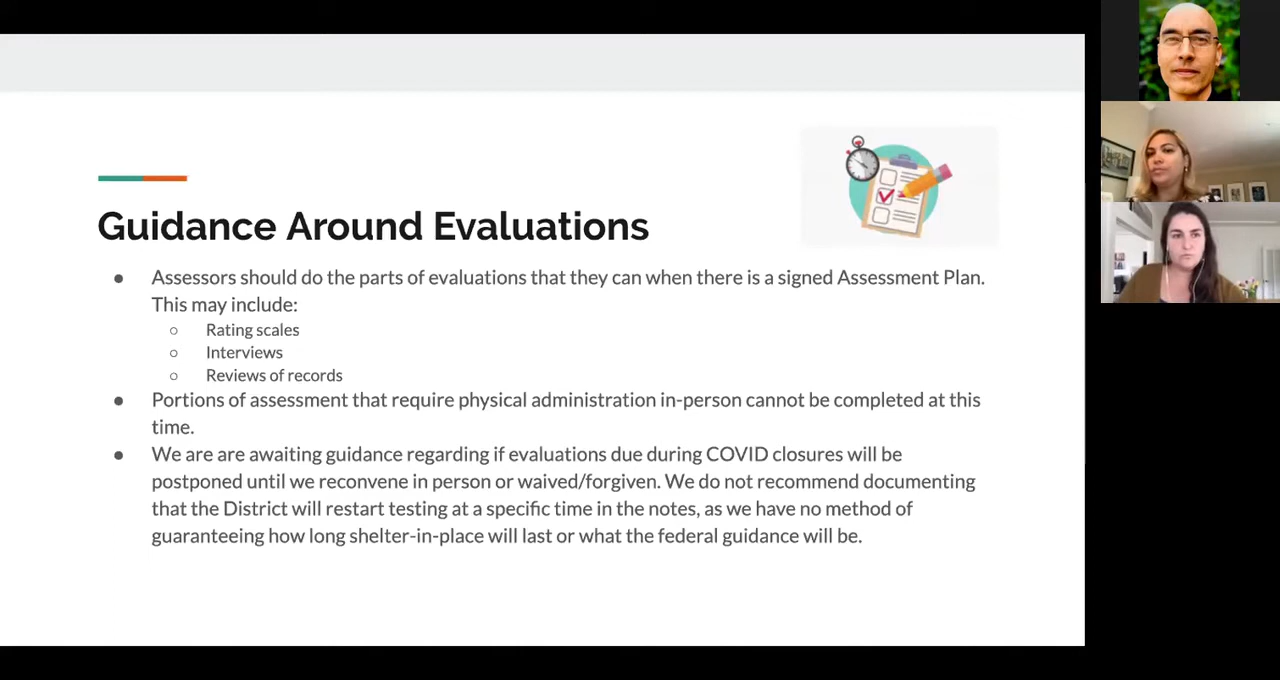 Guidance Around Evaluations
● Assessors should do the parts of evaluations that they can when there is a signed Assessment Plan.
This may include:
○ Rating scales
○ Interviews
○ Reviews of records
● Portions of assessment that require physical administration in-person cannot be completed at this
time.
● We are are awaiting guidance regarding if evaluations due during COVID closures will be
postponed until we reconvene in person or waived/forgiven. We do not recommend documenting
that the District will restart testing at a specific time in the notes, as we have no method of
guaranteeing how long shelter-in-place will last or what the federal guidance will be.